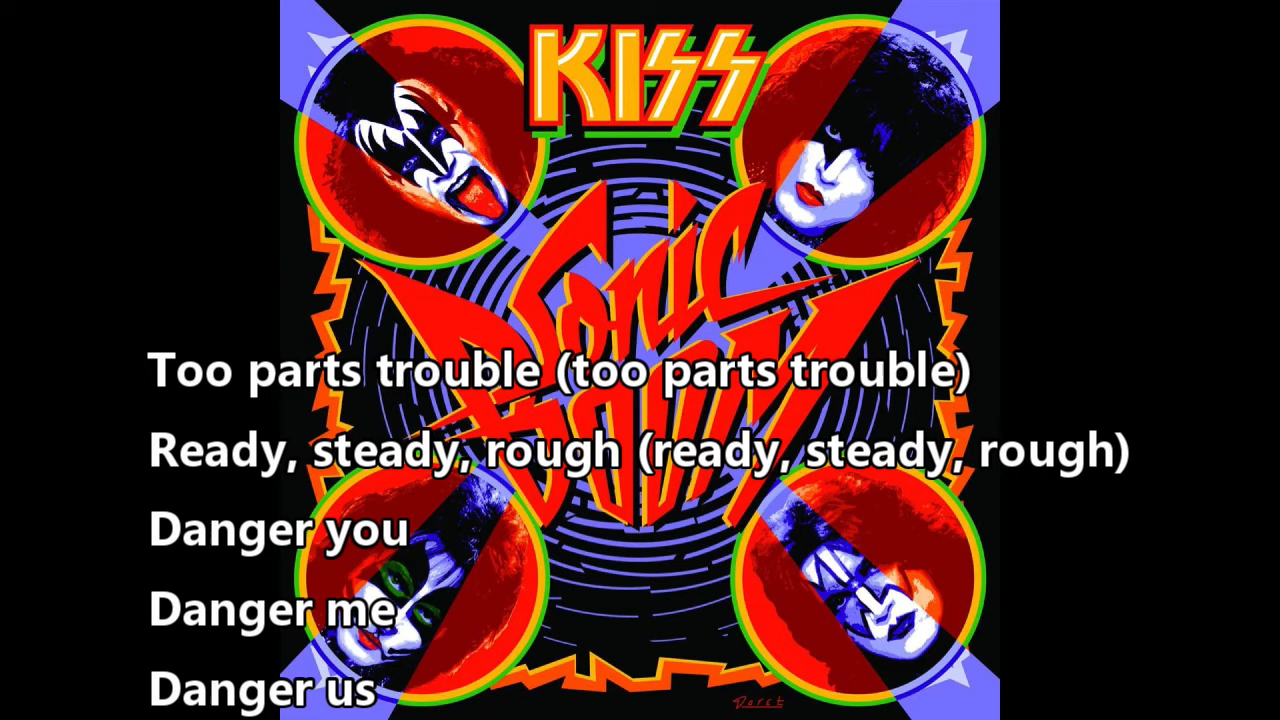 KISS
Sonic
Boom
Too parts trouble (too parts trouble)
Ready, steady, rough (ready, steady, rough)
Danger you
Danger me
Danger us
Doret